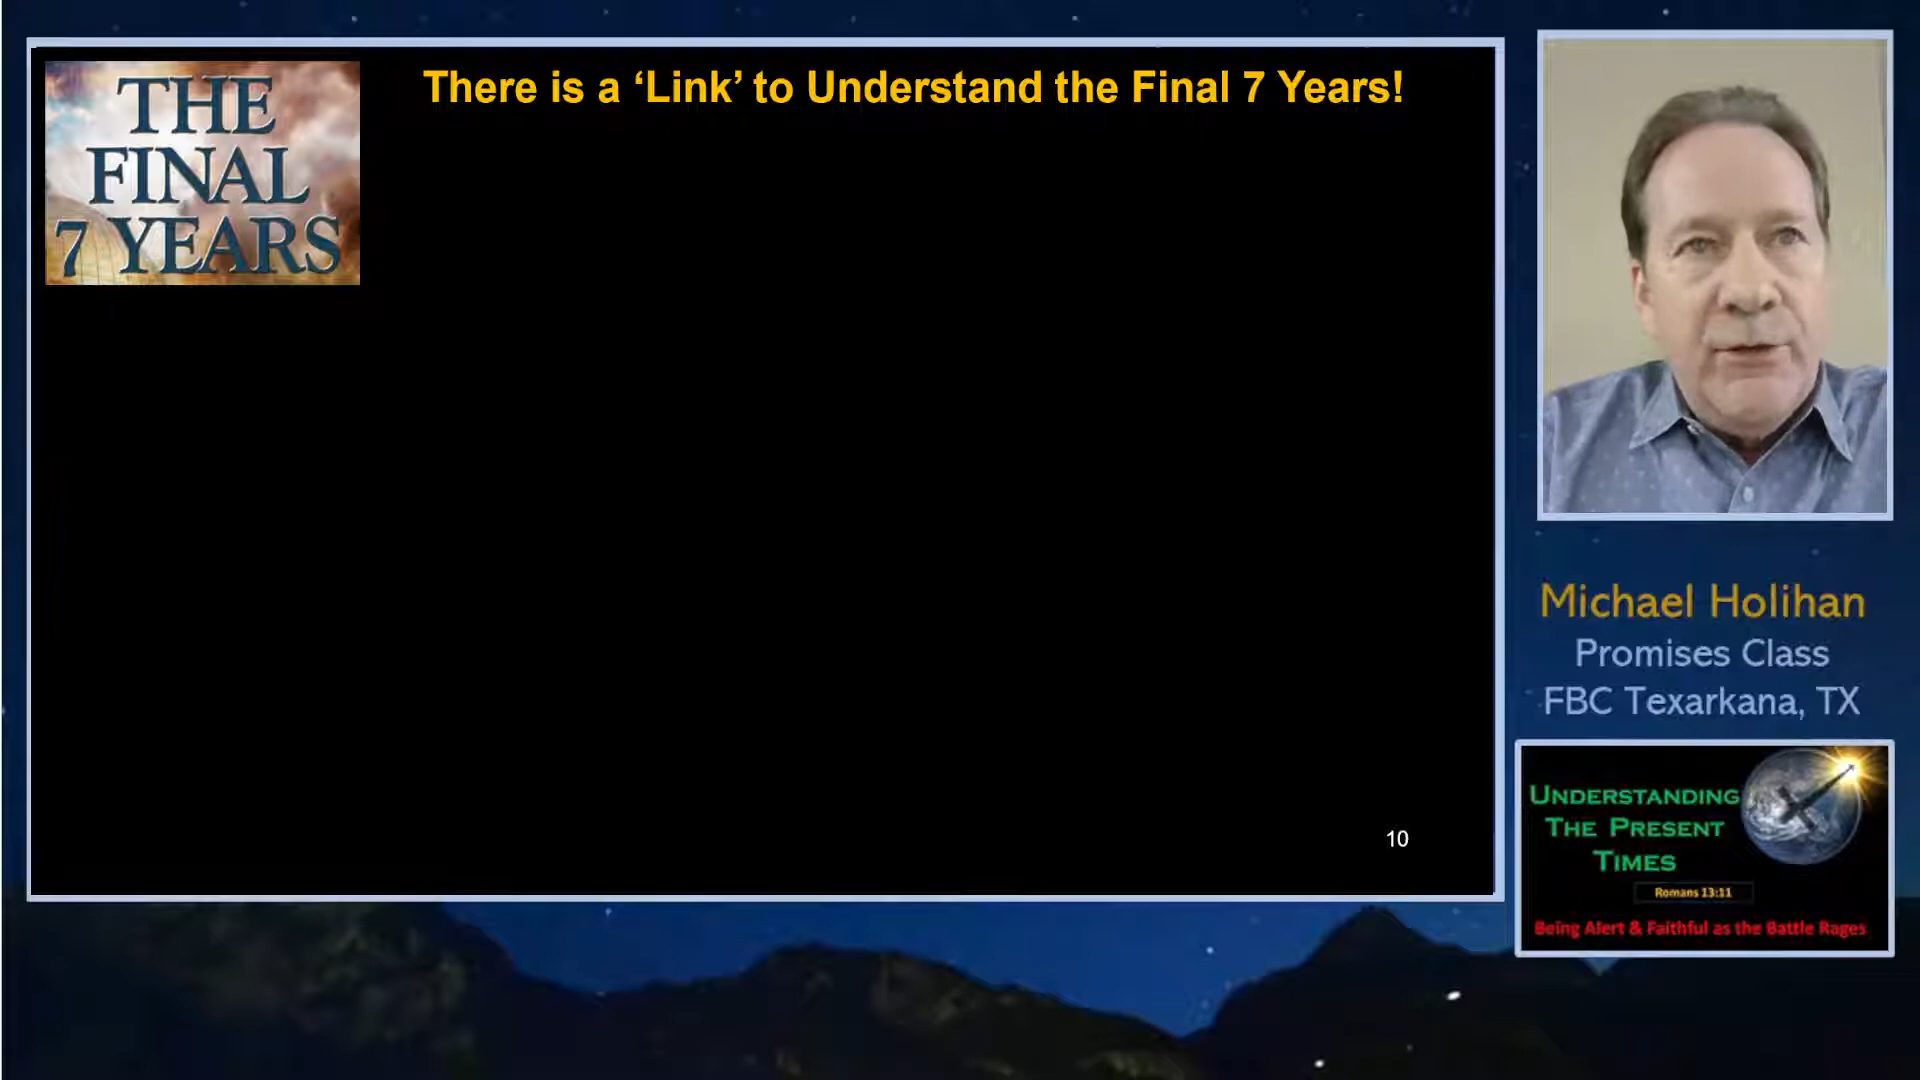 THE
FINAL
7 YEARS
There is a ‘Link’ to Understand the Final 7 Years!
10
Michael Holihan
Promises Class
FBC Texarkana, TX
UNDERSTANDING
THE PRESENT
TIMES
Romans 13:11
Being Alert & Faithful as the Battle Rages